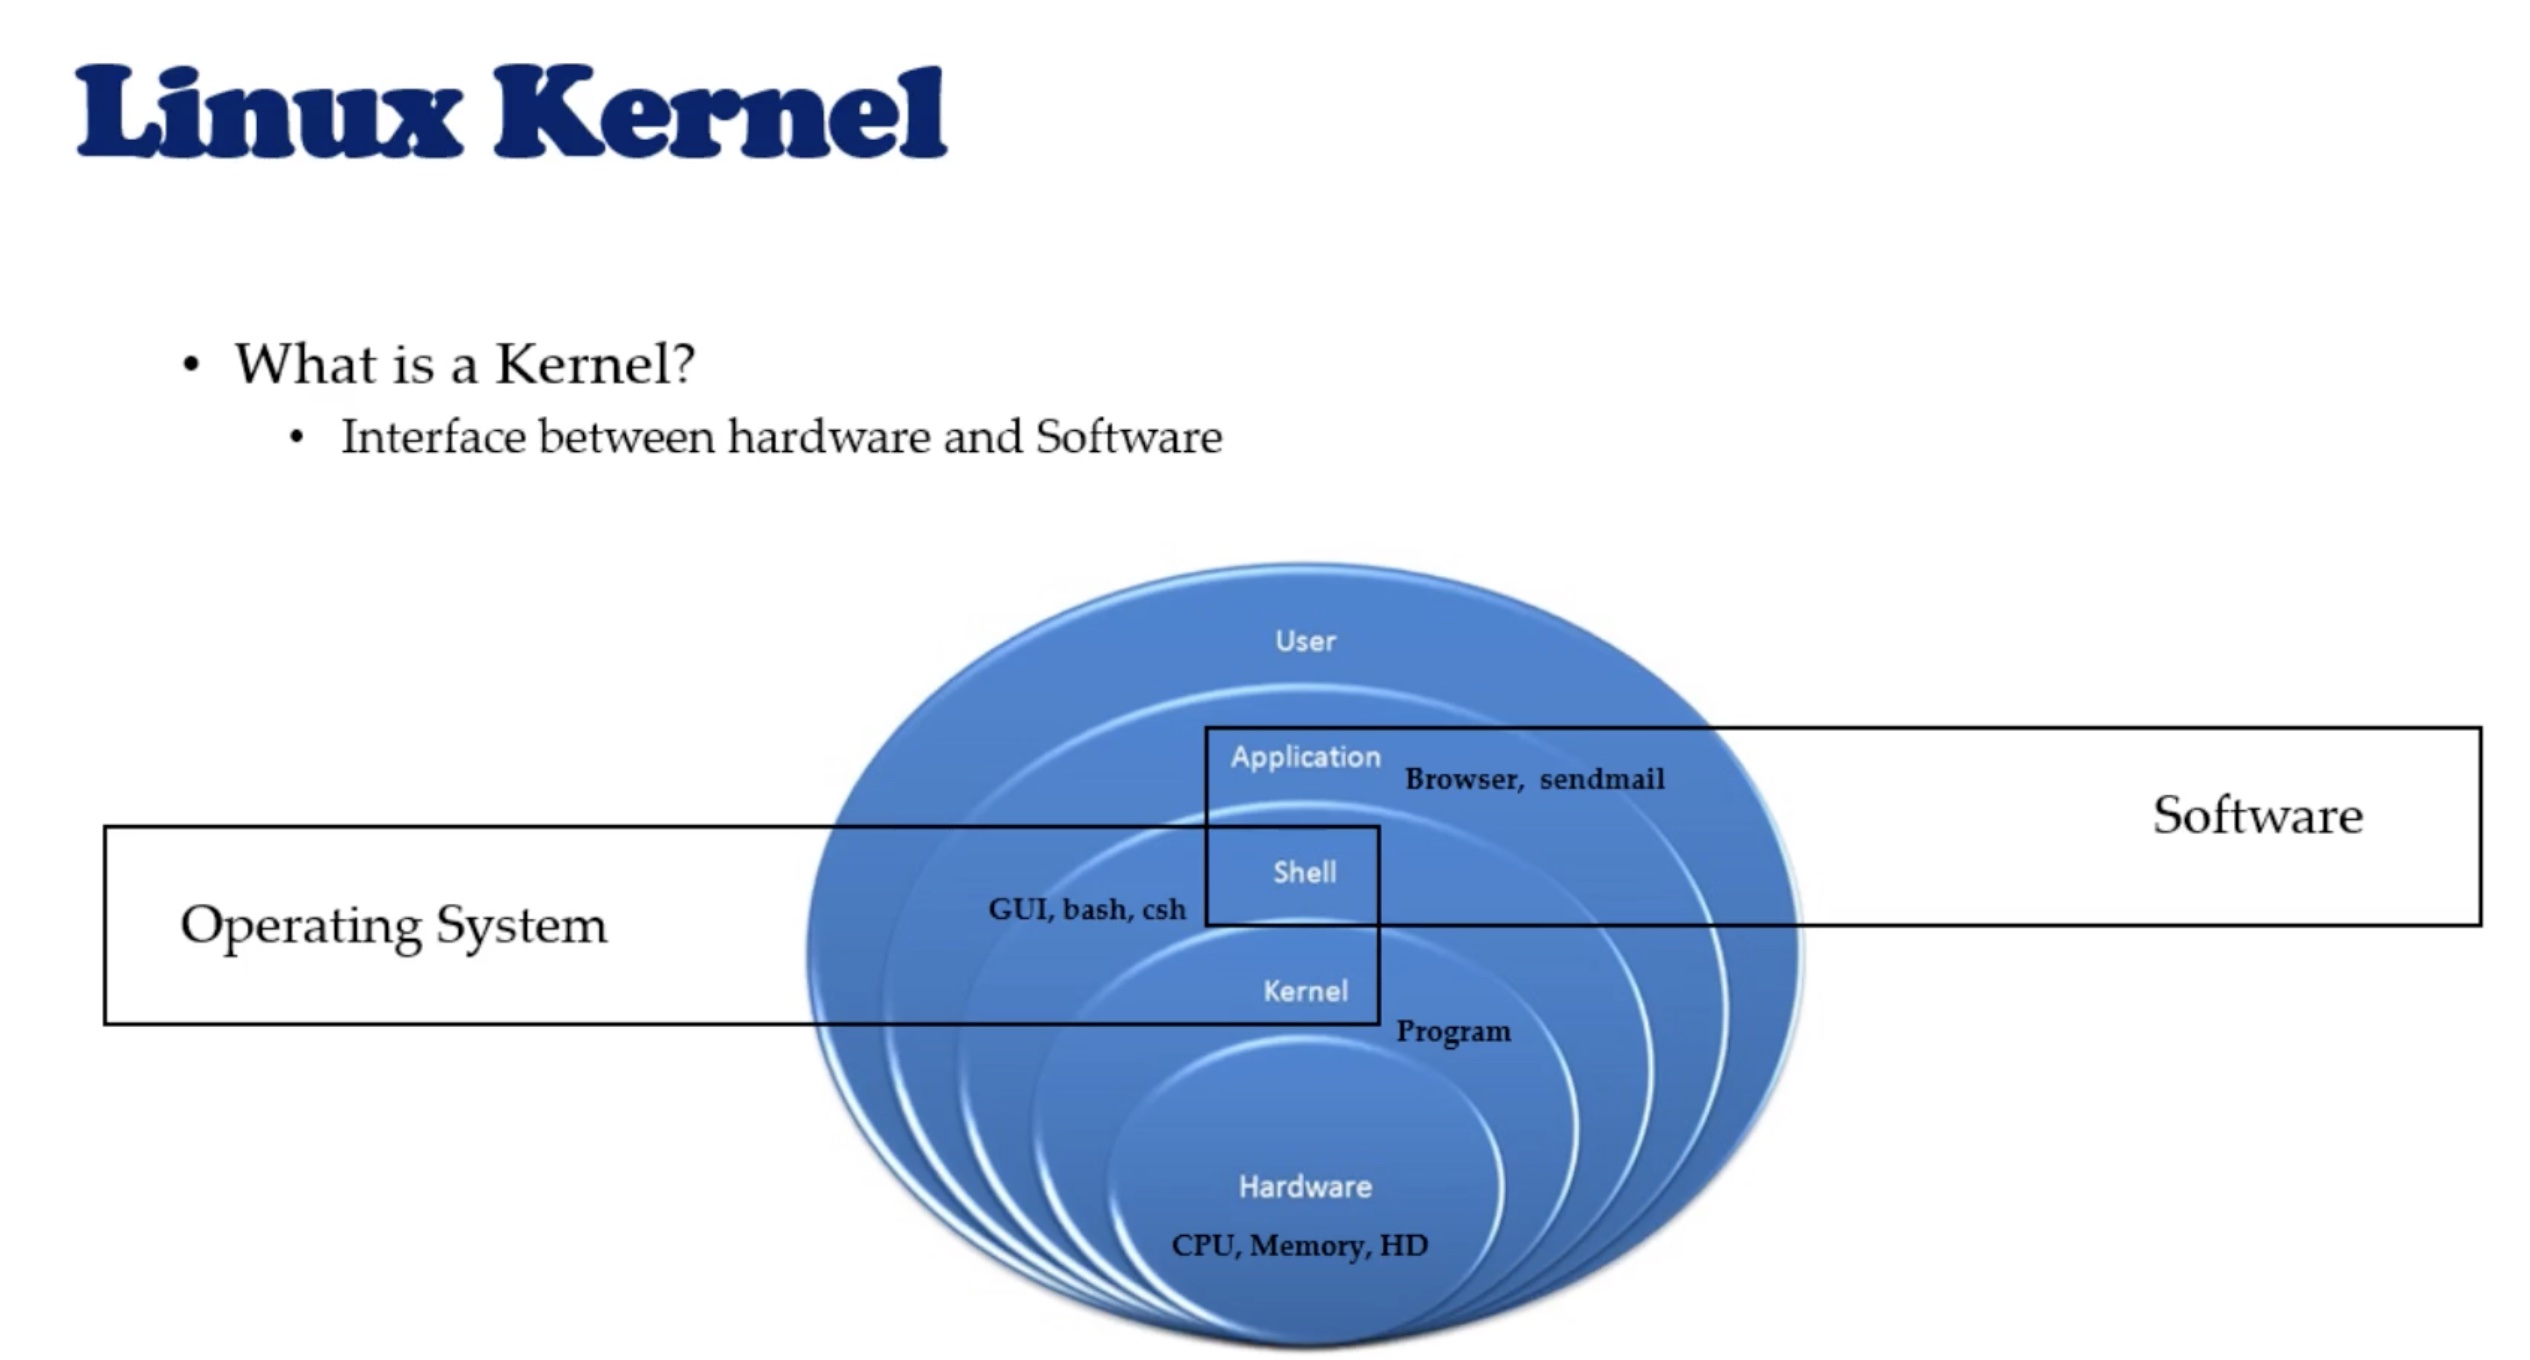 Linux Kernel
• What is a Kernel?
• Interface between hardware and Software
User
Application
Browser, sendmail
Software
Shell
GUI, bash, csh
Operating System
Kernel
Program
Hardware
CPU, Memory, HD